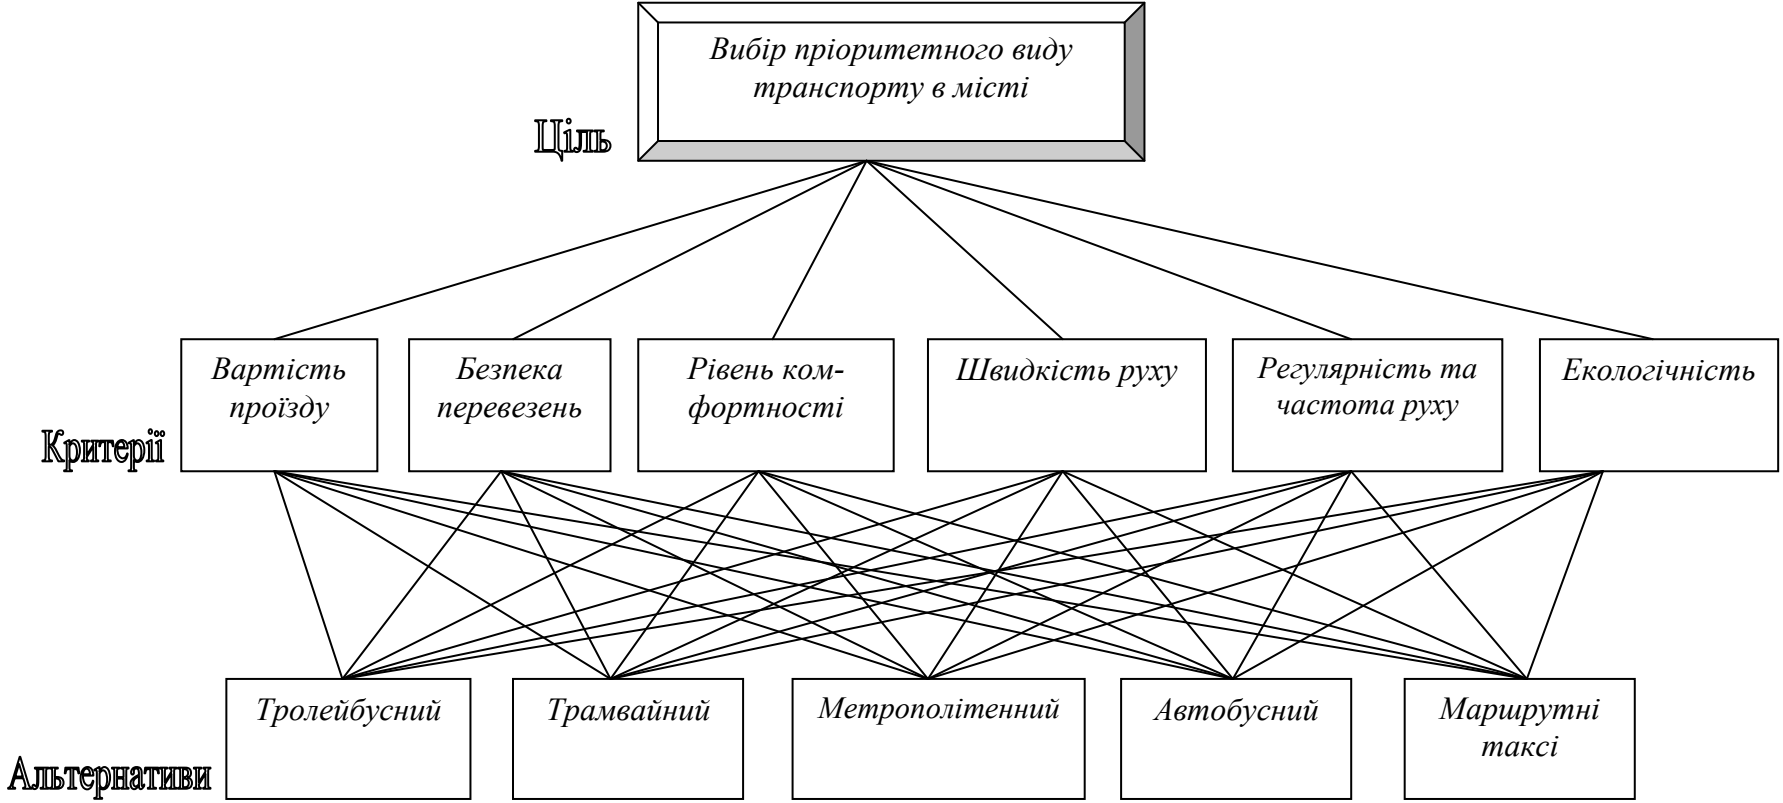 Вибір пріоритетного виду
транспорту в місті
Ціль
Вартість
проїзду
Безпека
перевезень
Рівень ком-
фортності
Швидкість руху
Регулярність та
частота руху
Екологічність
Критерії
Тролейбусний
Трамвайний
Метрополітенний
Автобусний
Маршрутні
таксі
Альтернативи